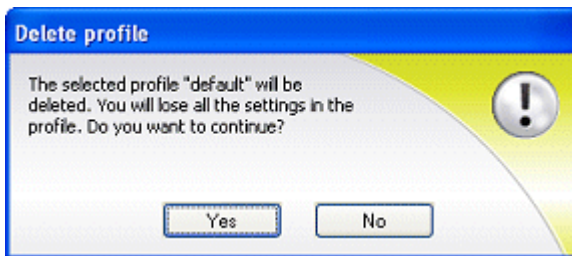 Delete profile
The selected profile "default" will be
deleted. You will lose all the settings in the
profile. Do you want to continue?
Yes
No